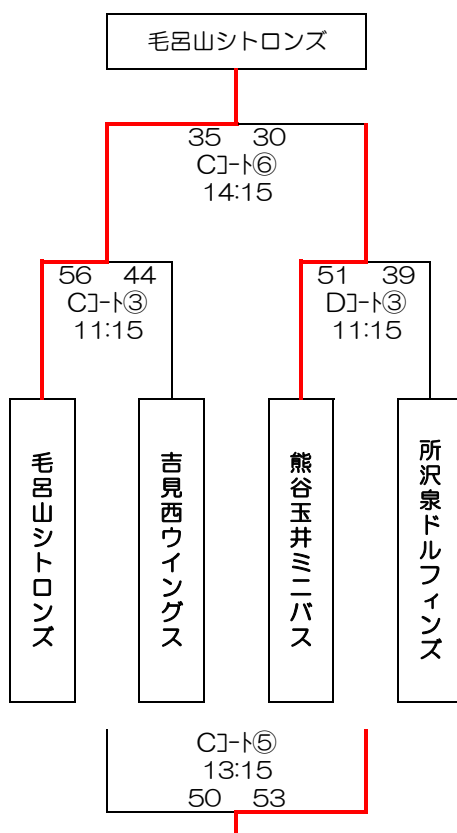 毛呂山シトロンズ
35 30
Cコート⑥
14:15
56 44
Cコート③
11:15
51 39
Dコート③
11:15
毛呂山シトロンズ
吉見西ウイングス
熊谷玉井ミニバス
所沢泉ドルフィンズ
Cコート⑤
13:15
50 53